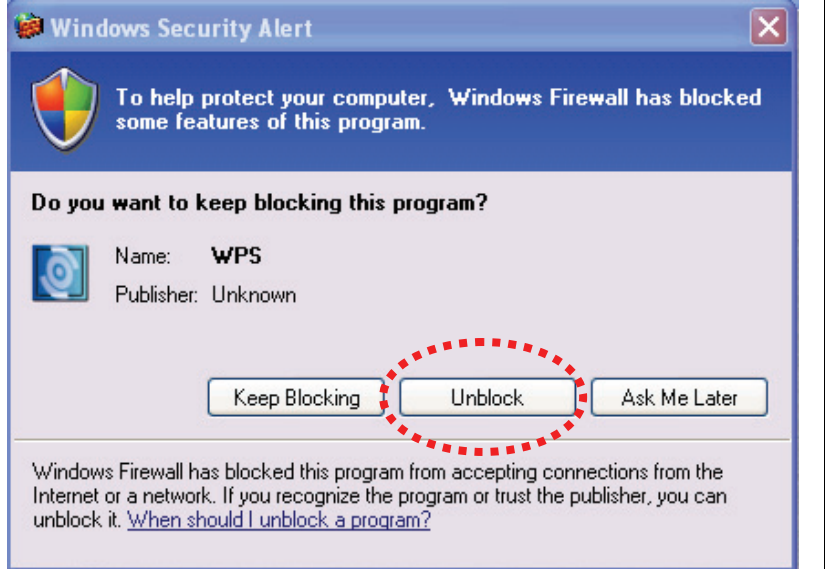 Windows Security Alert
To help protect your computer, Windows Firewall has blocked
some features of this program.
Do you want to keep blocking this program?
Name: WPS
Publisher: Unknown
Keep Blocking Unblock Ask Me Later
Windows Firewall has blocked this program from accepting connections from the
Internet or a network. If you recognize the program or trust the publisher, you can
unblock it. When should I unblock a program?